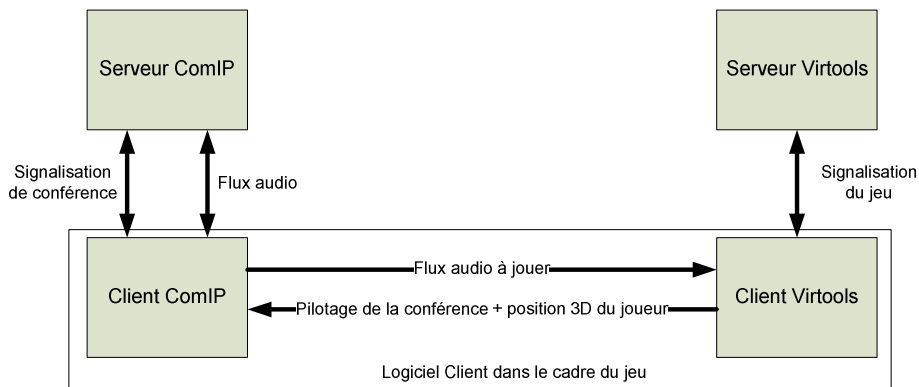 Serveur ComIP
Serveur Virtools
Signalisation
de conférence
Flux audio
Signalisation
du jeu
Client ComIP
Flux audio à jouer
Pilotage de la conférence + position 3D du joueur
Client Virtools
Logiciel Client dans le cadre du jeu